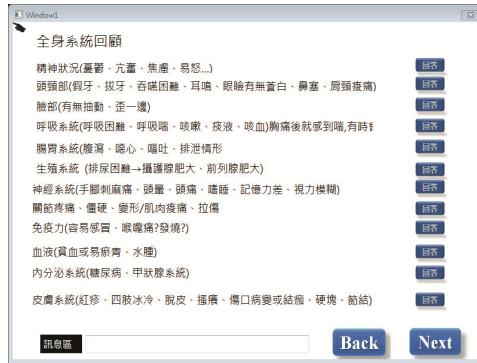 Window1
全身系統回顧
精神狀況(憂鬱、亢奮、焦慮、易怒...) 回答
頭頸部(假牙、拔牙、吞嚥困難、耳鳴、眼瞼有無蒼白、鼻塞、肩頸痠痛) 回答
臉部(有無抽動、歪一邊) 回答
呼吸系統(呼吸困難、呼吸喘、咳嗽、痰液、咳血)胸痛後就感到喘,有時 回答
腸胃系統(腹瀉、噁心、嘔吐、排泄情形 回答
生殖系統 (排尿困難→攝護腺肥大、前列腺肥大) 回答
神經系統(手腳刺麻痛、頭暈、頭痛、嗜睡、記憶力差、視力模糊) 回答
關節疼痛、僵硬、變形/肌肉痠痛、拉傷 回答
免疫力(容易感冒、喉嚨痛?發燒?) 回答
血液(貧血或易瘀青、水腫) 回答
內分泌系統(糖尿病、甲狀腺系統) 回答
皮膚系統(紅疹、四肢冰冷、脫皮、搔癢、傷口病變或結痂、硬塊、節結) 回答
訊息區 Back Next